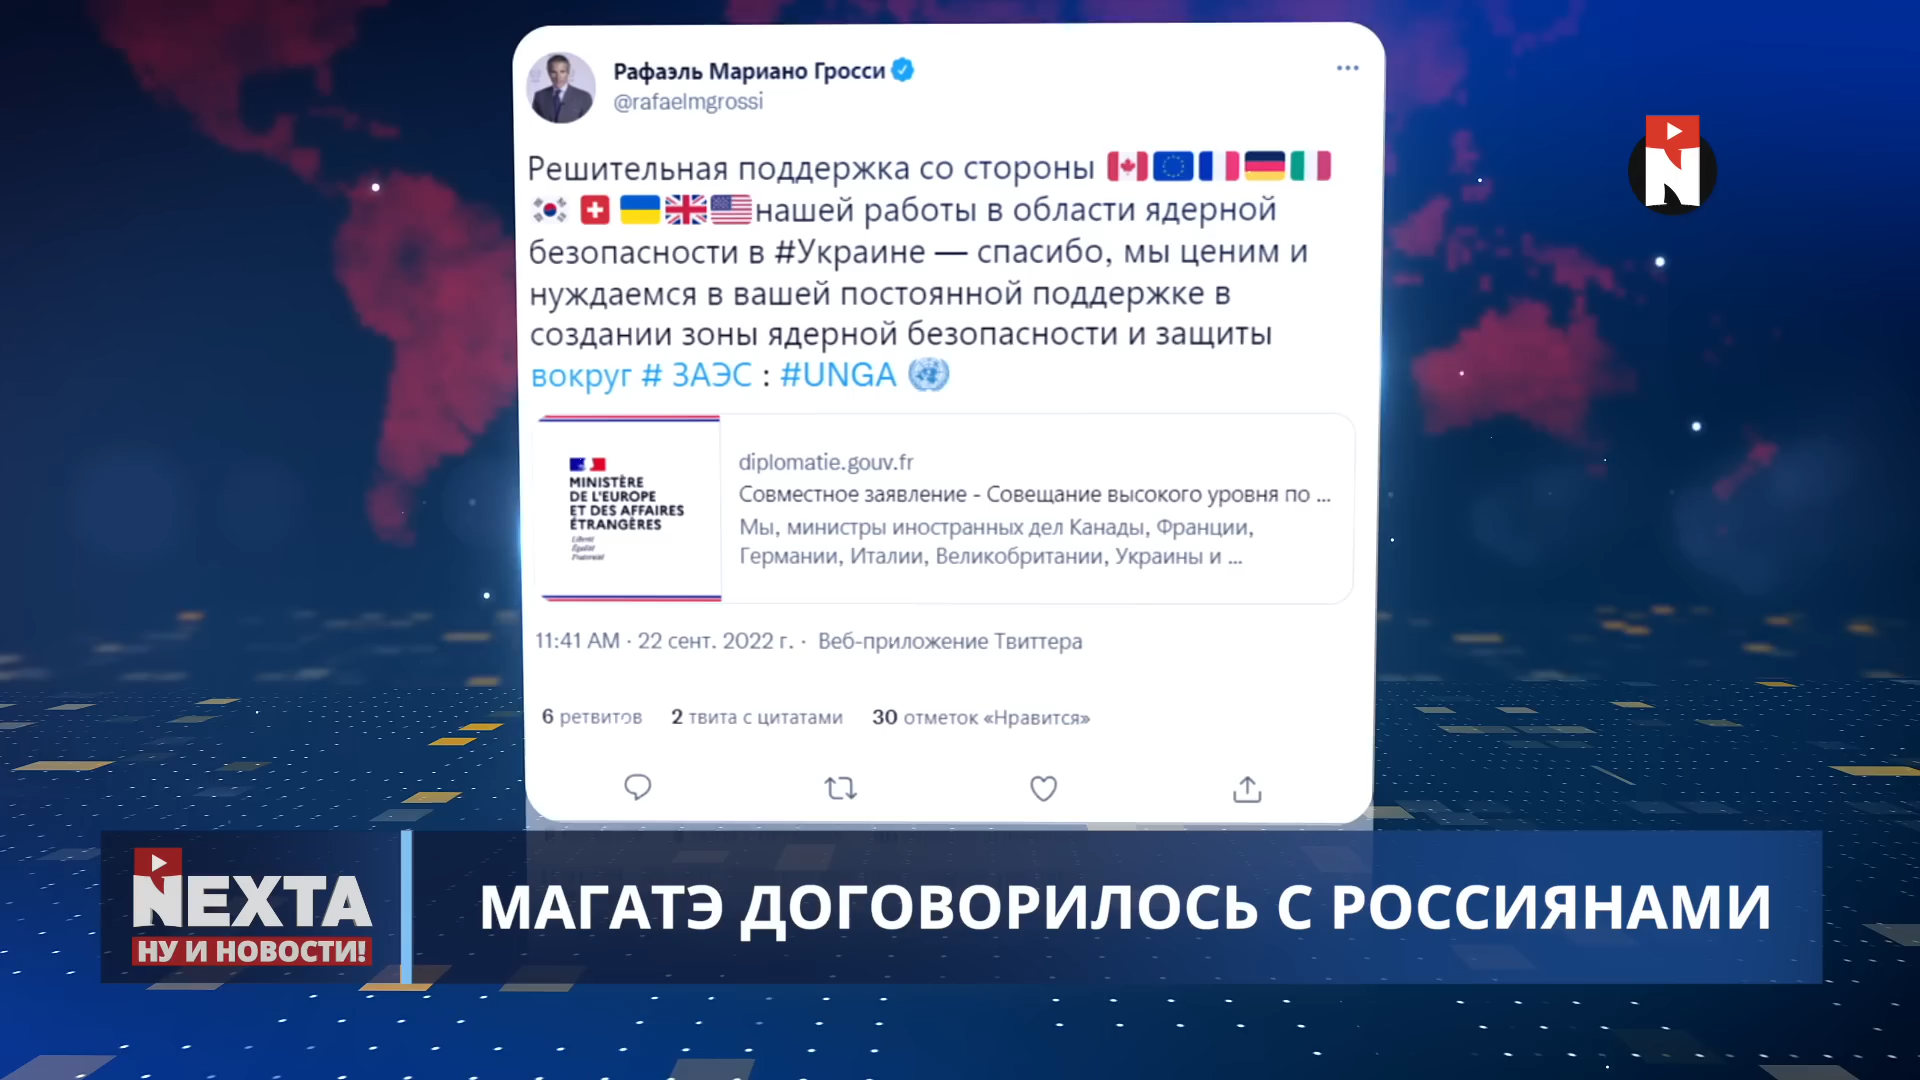 Рафаэль Мариано Гросси
@rafaelmgrossi
Решительная поддержка со стороны
нашей работы в области ядерной
безопасности в #Украине — спасибо, мы ценим и
нуждаемся в вашей постоянной поддержке в
создании зоны ядерной безопасности и защиты
вокруг # ЗАЭС : #UNGA
diplomatie.gouv.fr
Совместное заявление - Совещание высокого уровня по ...
Мы, министры иностранных дел Канады, Франции,
Германии, Италии, Великобритании, Украины и ...
MINISTÈRE
DE L'EUROPE
ET DES AFFAIRES
ÉTRANGÈRES
Liberté
Égalité
Fraternité
11:41 AM · 22 сент. 2022 г. · Веб-приложение Твиттера
6 ретвитов 2 твита с цитатами 30 отметок «Нравится»
N
NEXTA
НУ И НОВОСТИ!
МАГАТЭ ДОГОВОРИЛОСЬ С РОССИЯНАМИ